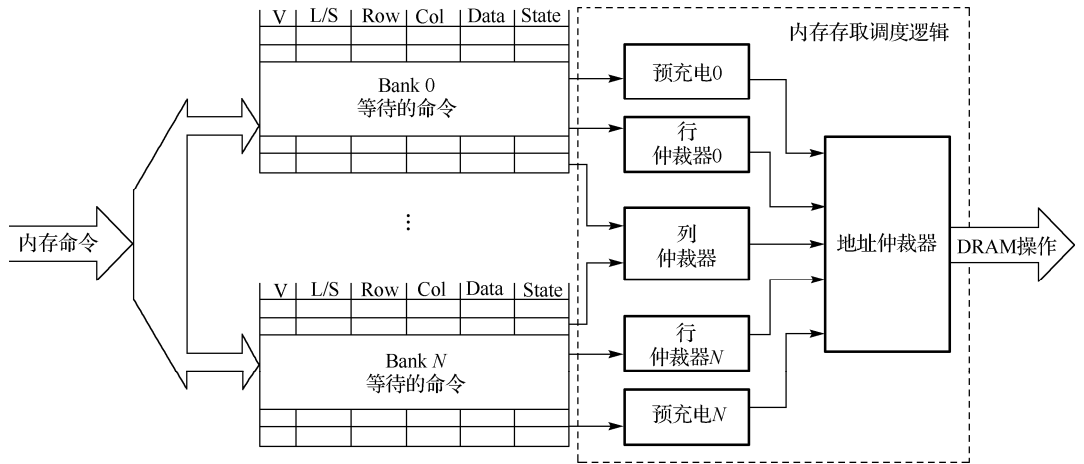 V L/S Row Col Data State
内存存取调度逻辑
Bank 0
等待的命令
预充电0
行
仲裁器0
内存命令
⋮
列
仲裁器
地址仲裁器
DRAM操作
V L/S Row Col Data State
Bank N
等待的命令
行
仲裁器N
预充电N